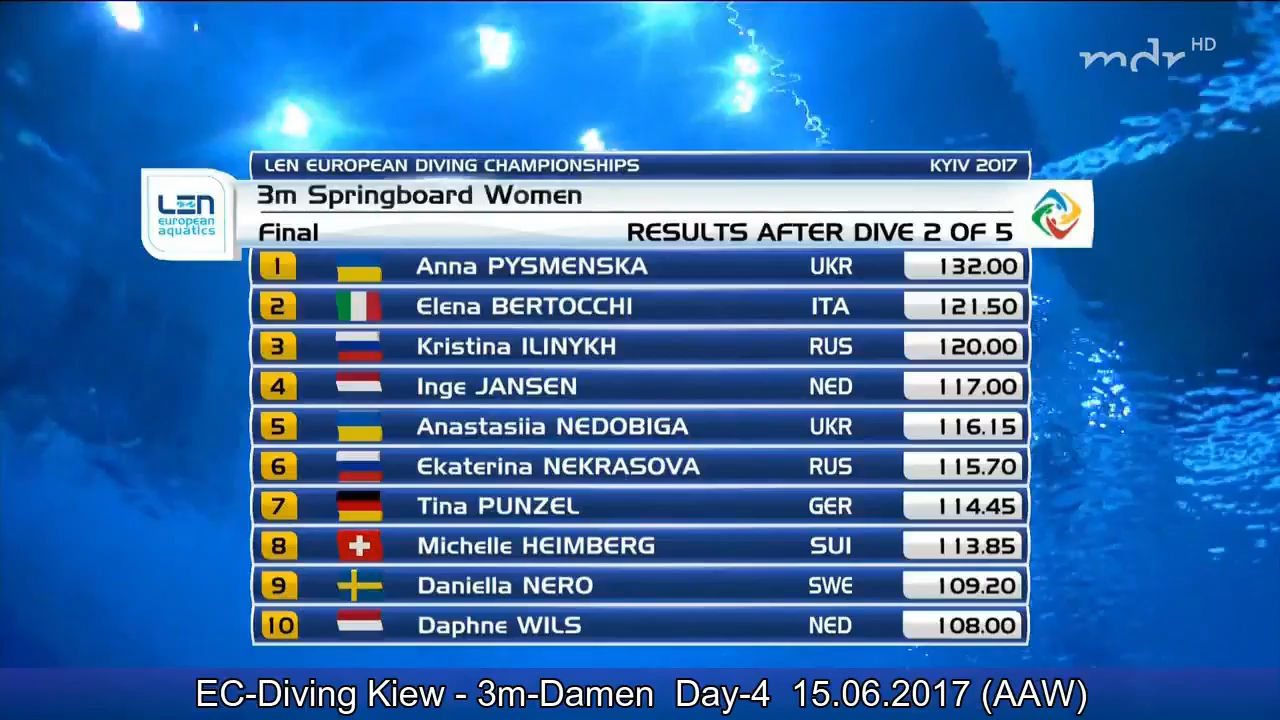 mdr HD
LEN EUROPEAN DIVING CHAMPIONSHIPS KYIV 2017
LEN
european
aquatics
3m Springboard Women
Final RESULTS AFTER DIVE 2 OF 5
1 Anna PYSMENSKA UKR 132.00
2 Elena BERTOCCHI ITA 121.50
3 Kristina ILINYKH RUS 120.00
4 Inge JANSEN NED 117.00
5 Anastasiia NEDOBIGA UKR 116.15
6 Ekaterina NEKRASOVA RUS 115.70
7 Tina PUNZEL GER 114.45
8 Michelle HEIMBERG SUI 113.85
9 Daniella NERO SWE 109.20
10 Daphne WILS NED 108.00
EC-Diving Kiew - 3m-Damen Day-4 15.06.2017 (AAW)